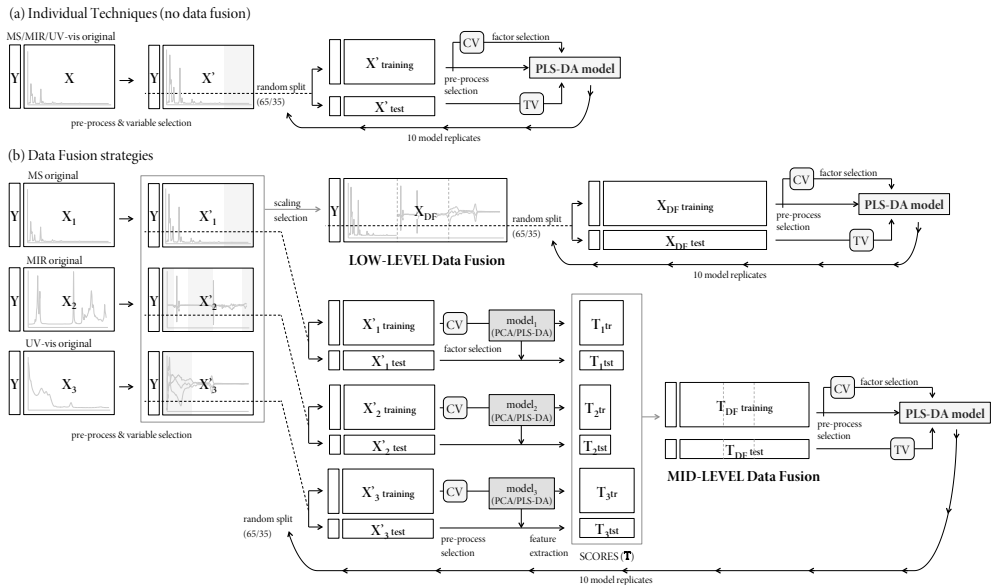 (a) Individual Techniques (no data fusion)
MS/MIR/UV-vis original
Y
X
Y
X'
pre-process & variable selection
random split
(65/35)
X' training
X' test
CV
factor selection
pre-process
selection
TV
PLS-DA model
10 model replicates
(b) Data Fusion strategies
MS original
Y
X1
Y
X'1
MIR original
Y
X2
Y
X'2
UV-vis original
Y
X3
Y
X'3
pre-process & variable selection
scaling
selection
Y
XDF
LOW-LEVEL Data Fusion
random split
(65/35)
XDF training
XDF test
CV
factor selection
pre-process
selection
TV
PLS-DA model
10 model replicates
X'1 training
CV
model1
(PCA/PLS-DA)
T1tr
factor selection
X'1 test
T1tst
X'2 training
CV
model2
(PCA/PLS-DA)
T2tr
X'2 test
T2tst
X'3 training
CV
model3
(PCA/PLS-DA)
T3tr
X'3 test
T3tst
random split
(65/35)
pre-process
selection
feature
extraction
SCORES (T)
TDF training
TDF test
MID-LEVEL Data Fusion
CV
factor selection
pre-process
selection
TV
PLS-DA model
10 model replicates